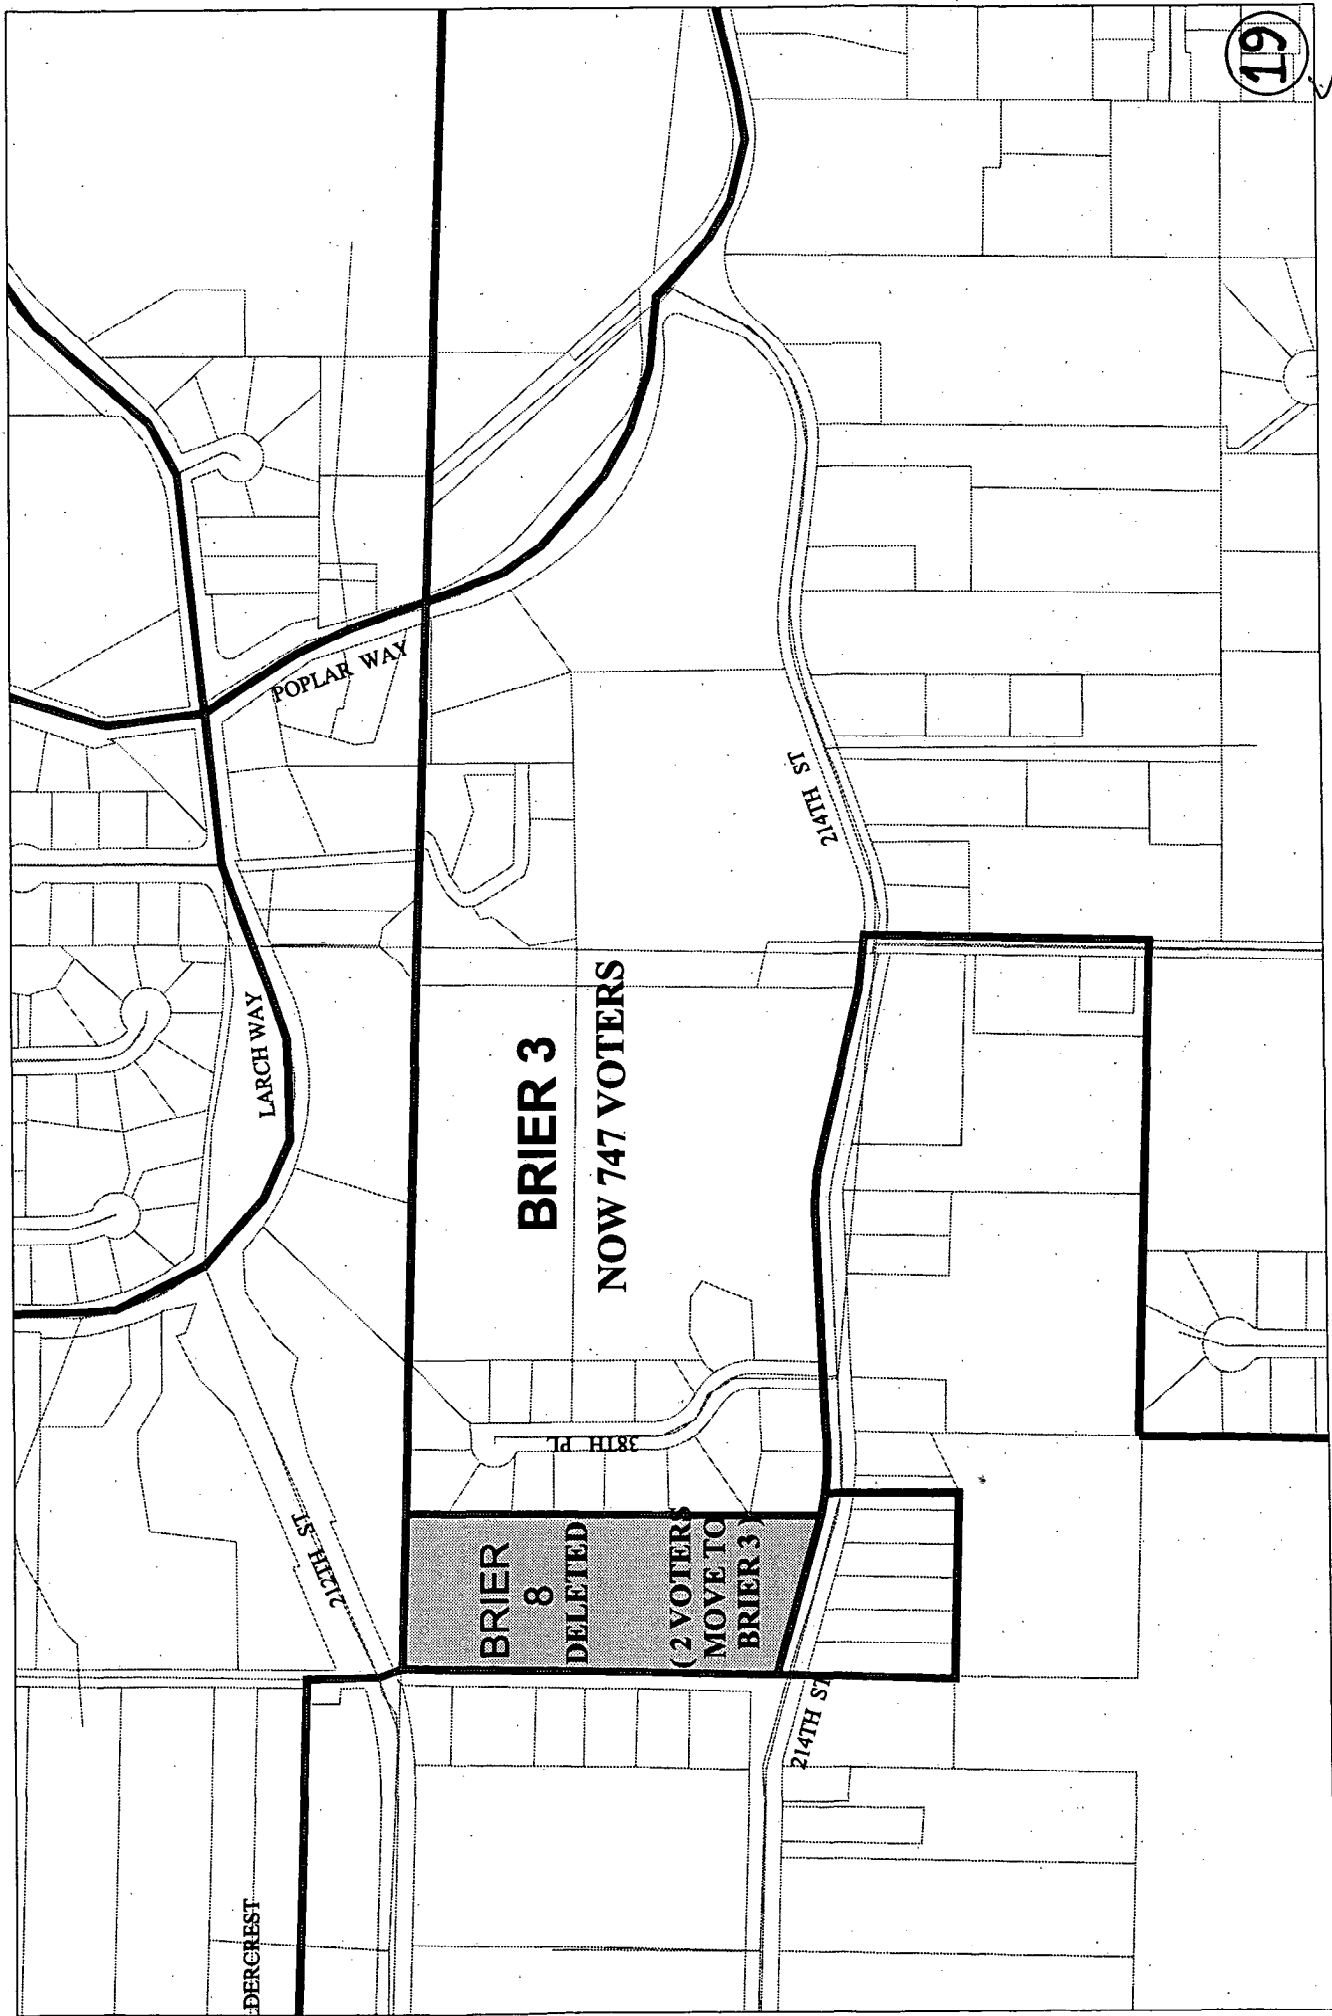 19
POPLAR WAY
LARCH WAY
214TH ST
BRIER 3
NOW 747 VOTERS
38TH PL
212TH ST
BRIER
8
DELETED
( 2 VOTERS
MOVE TO
BRIER 3 )
214TH ST
DERCREST